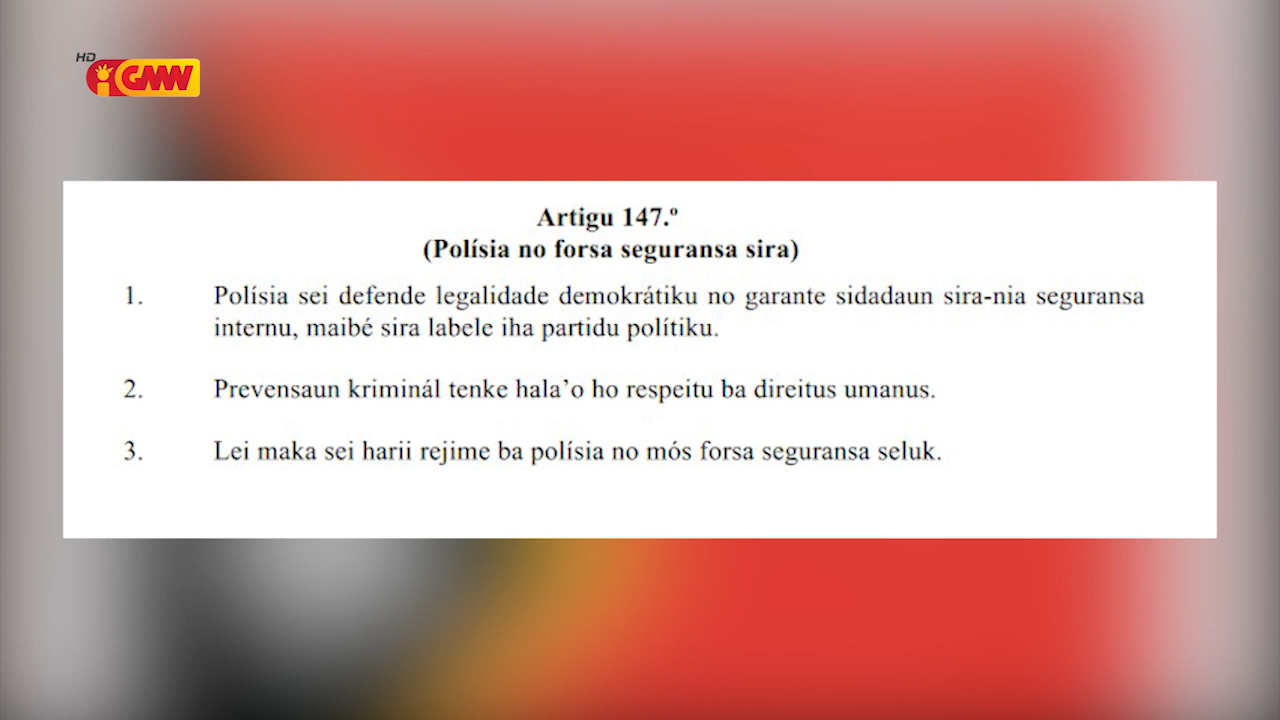 HD
GMN
Artigu 147.º
(Polísia no forsa seguransa sira)
1. Polísia sei defende legalidade demokrátiku no garante sidadaun sira-nia seguransa
internu, maibé sira labele iha partidu polítiku.
2. Prevensaun kriminál tenke hala’o ho respeitu ba direitus umanus.
3. Lei maka sei harii rejime ba polísia no mós forsa seguransa seluk.